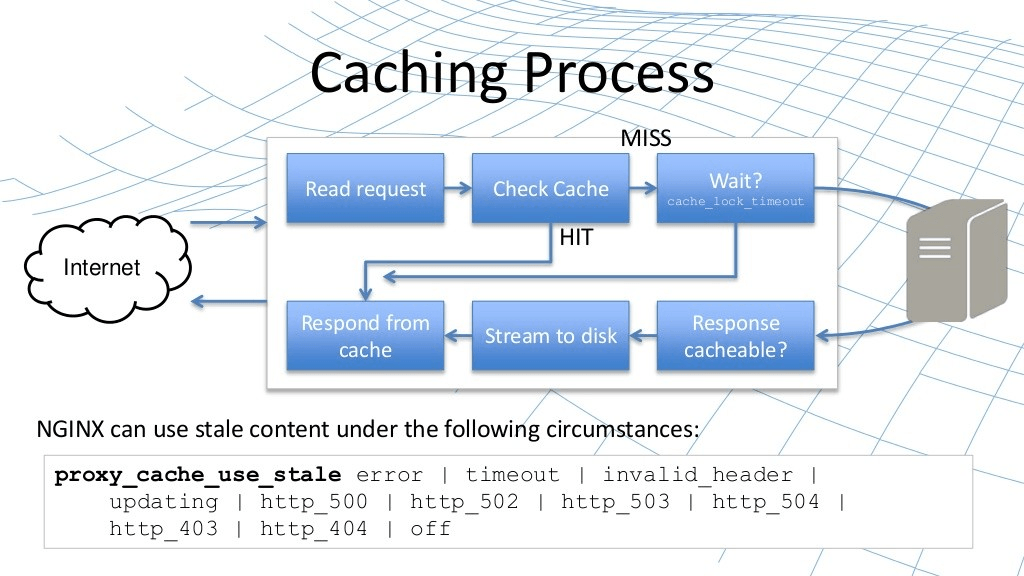 Caching Process
MISS
Read request
Check Cache
Wait?
cache_lock_timeout
HIT
Internet
Respond from
cache
Stream to disk
Response
cacheable?
NGINX can use stale content under the following circumstances:
proxy_cache_use_stale error | timeout | invalid_header |
updating | http_500 | http_502 | http_503 | http_504 |
http_403 | http_404 | off